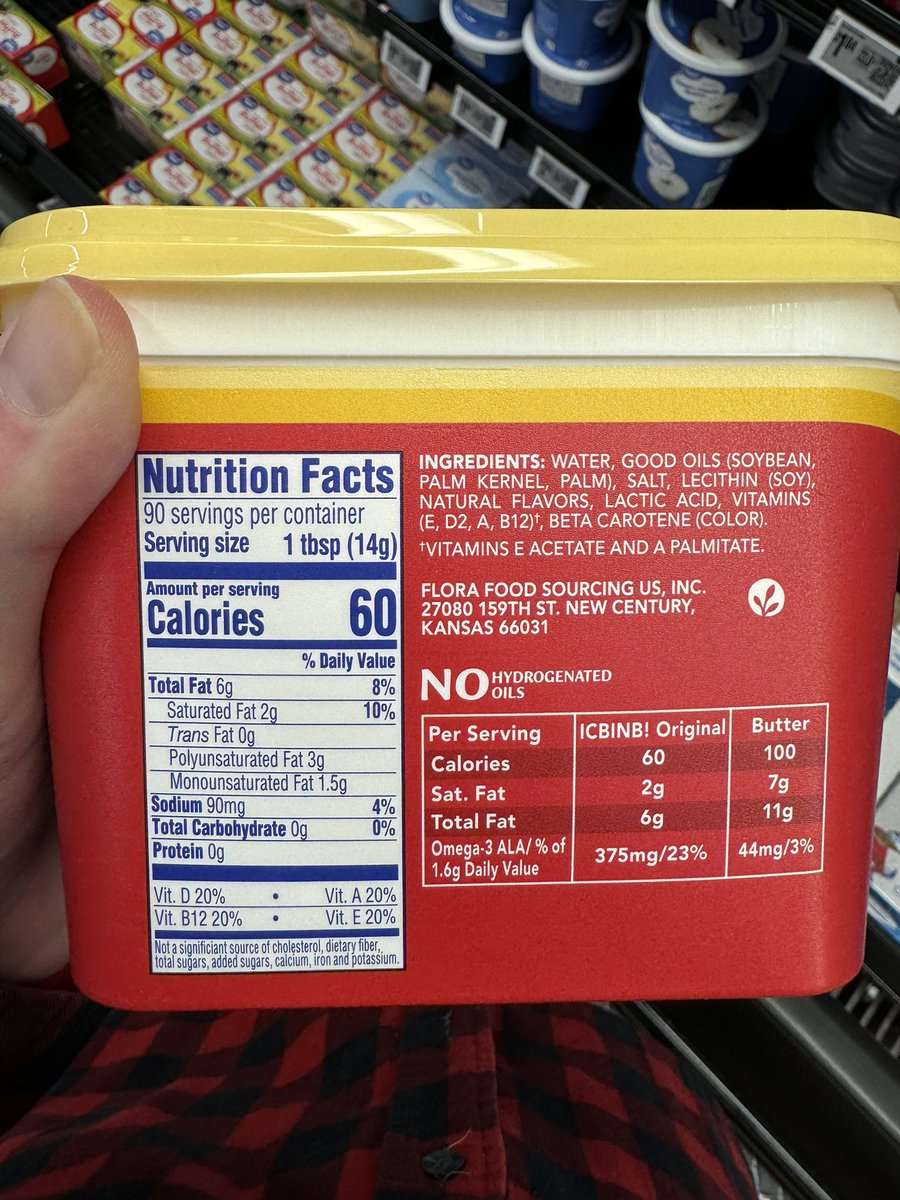 Nutrition Facts
90 servings per container
Serving size 1 tbsp (14g)
Amount per serving
Calories 60
% Daily Value
Total Fat 6g 8%
Saturated Fat 2g 10%
Trans Fat 0g
Polyunsaturated Fat 3g
Monounsaturated Fat 1.5g
Sodium 90mg 4%
Total Carbohydrate 0g 0%
Protein 0g
Vit. D 20% • Vit. A 20%
Vit. B12 20% • Vit. E 20%
Not a significant source of cholesterol, dietary fiber,
total sugars, added sugars, calcium, iron and potassium.
INGREDIENTS: WATER, GOOD OILS (SOYBEAN,
PALM KERNEL, PALM), SALT, LECITHIN (SOY),
NATURAL FLAVORS, LACTIC ACID, VITAMINS
(E, D2, A, B12)†, BETA CAROTENE (COLOR).
†VITAMINS E ACETATE AND A PALMITATE.
FLORA FOOD SOURCING US, INC.
27080 159TH ST. NEW CENTURY,
KANSAS 66031
NO HYDROGENATED
OILS
Per Serving ICBINB! Original Butter
Calories 60 100
Sat. Fat 2g 7g
Total Fat 6g 11g
Omega-3 ALA/ % of
1.6g Daily Value 375mg/23% 44mg/3%